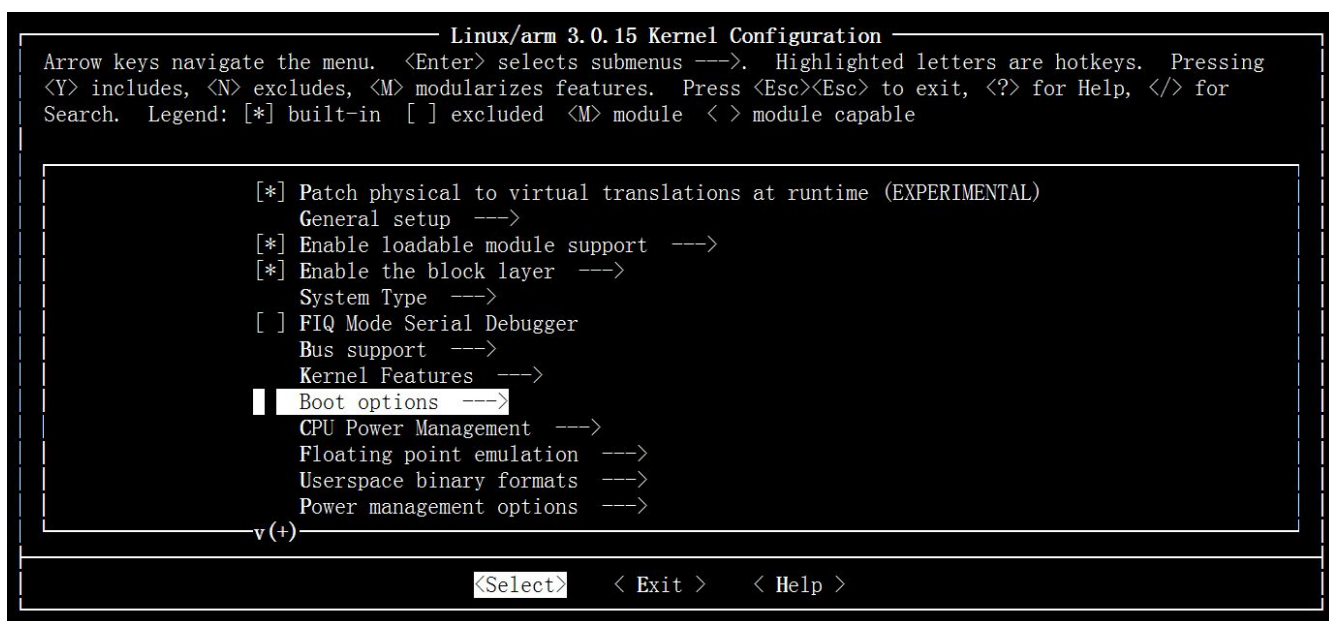 Linux/arm 3.0.15 Kernel Configuration
Arrow keys navigate the menu.  <Enter> selects submenus --->.  Highlighted letters are hotkeys.  Pressing
<Y> includes, <N> excludes, <M> modularizes features.  Press <Esc><Esc> to exit, <?> for Help, </> for
Search.  Legend: [*] built-in  [ ] excluded  <M> module  < > module capable
[*] Patch physical to virtual translations at runtime (EXPERIMENTAL)
General setup  --->
[*] Enable loadable module support  --->
[*] Enable the block layer  --->
System Type  --->
[ ] FIQ Mode Serial Debugger
Bus support  --->
Kernel Features  --->
Boot options  --->
CPU Power Management  --->
Floating point emulation  --->
Userspace binary formats  --->
Power management options  --->
v(+)
<Select>    < Exit >    < Help >